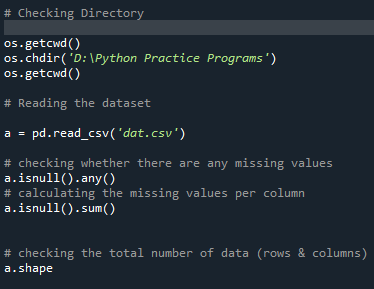 # Checking Directory
os.getcwd()
os.chdir('D:\Python Practice Programs')
os.getcwd()
# Reading the dataset
a = pd.read_csv('dat.csv')
# checking whether there are any missing values
a.isnull().any()
# calculating the missing values per column
a.isnull().sum()
# checking the total number of data (rows & columns)
a.shape